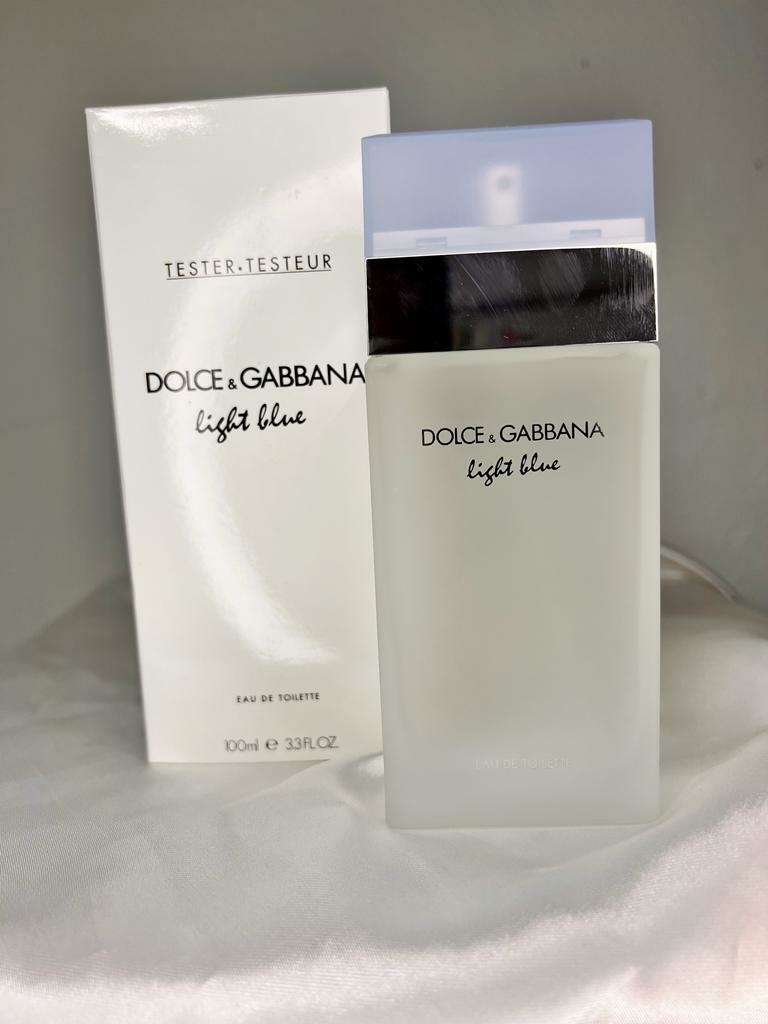 TESTER•TESTEUR
DOLCE & GABBANA
light blue
EAU DE TOILETTE
100ml e 3.3FL.OZ.
DOLCE & GABBANA
light blue
EAU DE TOILETTE